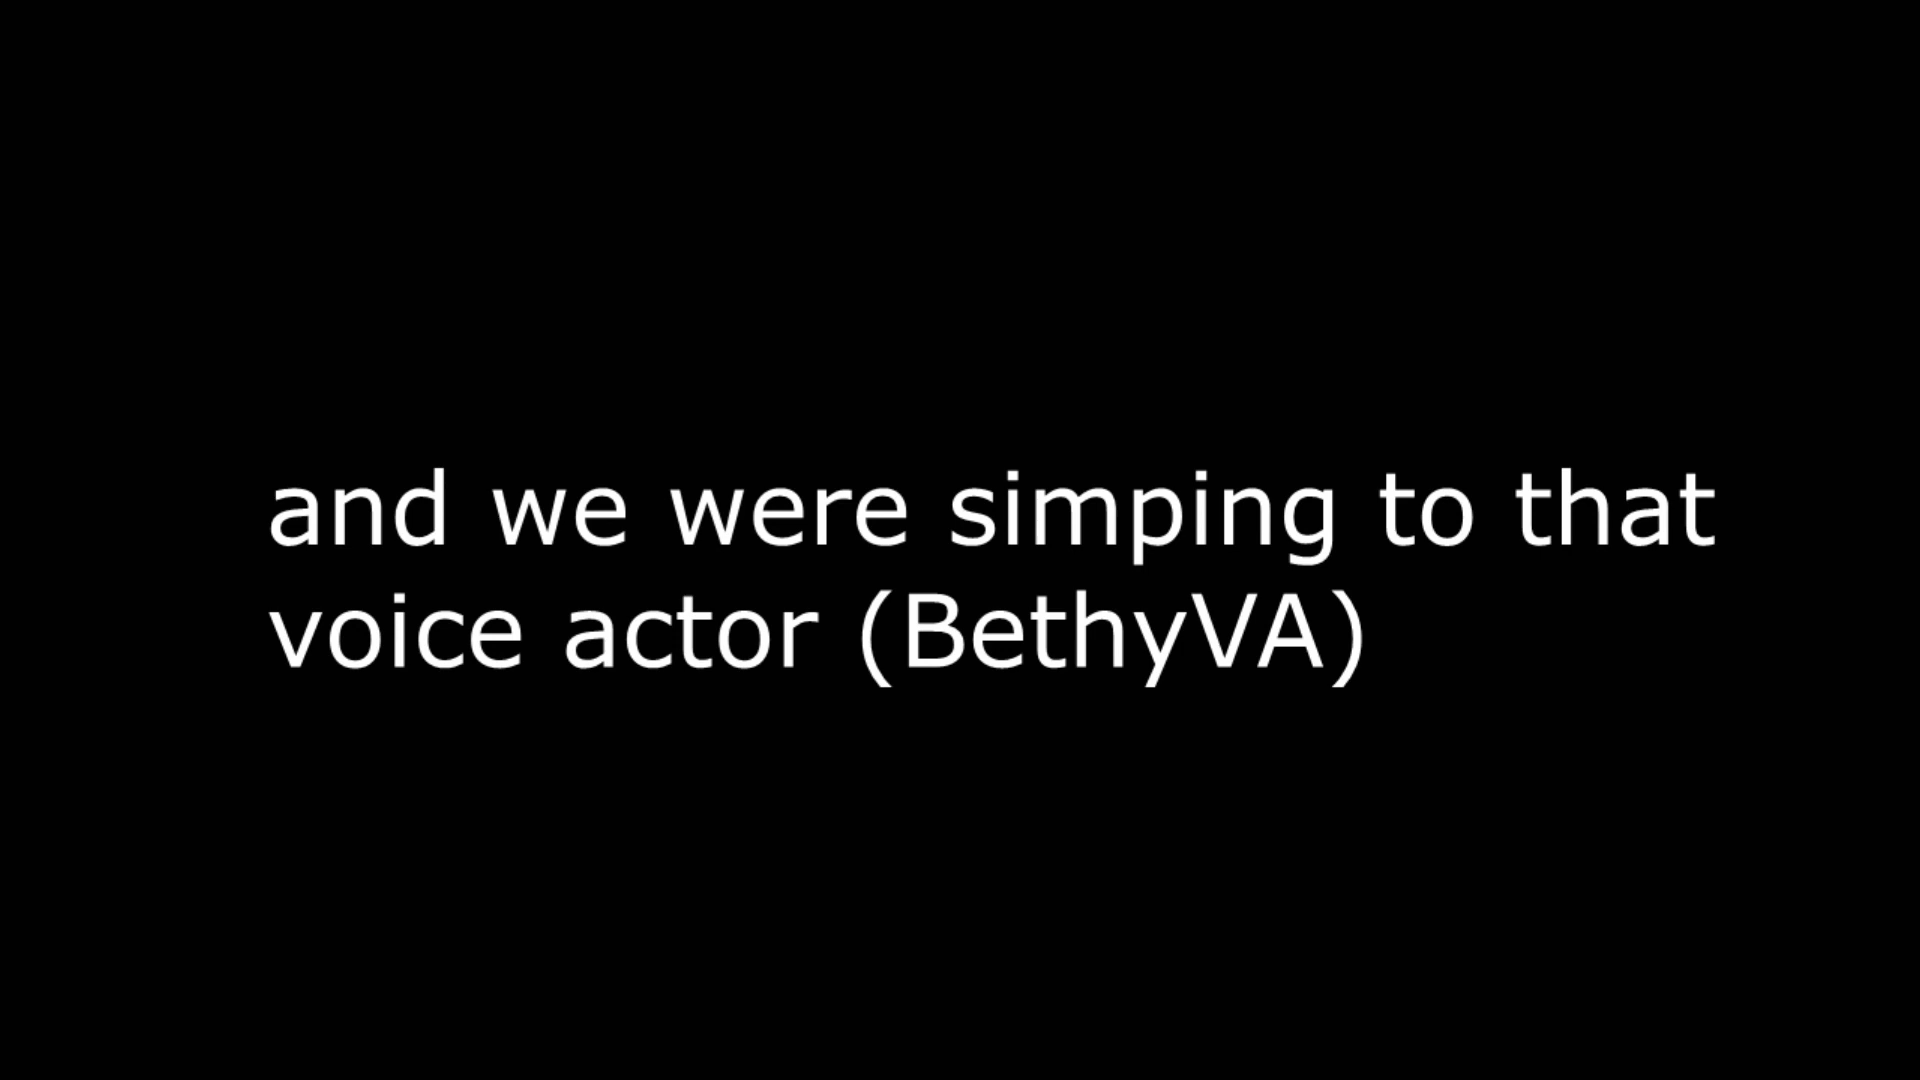 and we were simping to that
voice actor (BethyVA)